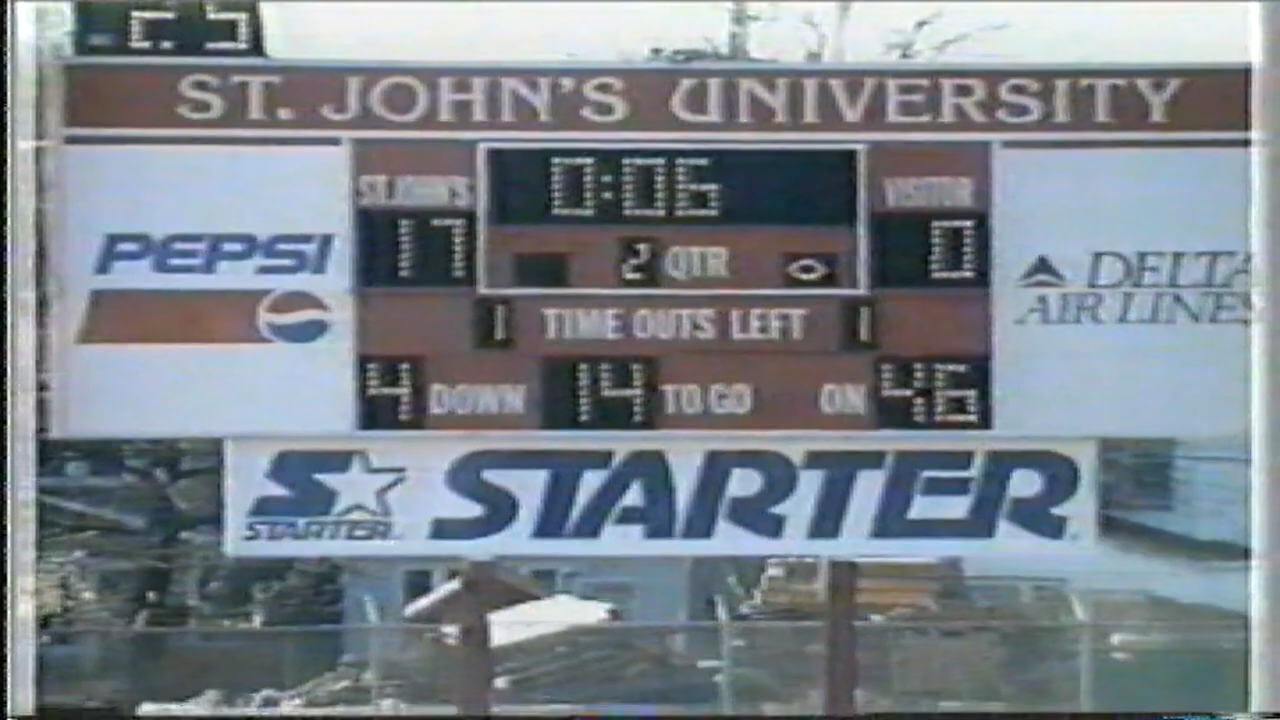 ST. JOHN'S UNIVERSITY
PEPSI
ST. JOHN'S
17
0:06
VISITOR
0
2 QTR
DELTA
AIR LINES
1 TIME OUTS LEFT 1
4 DOWN 14 TO GO ON 46
STARTER
STARTER